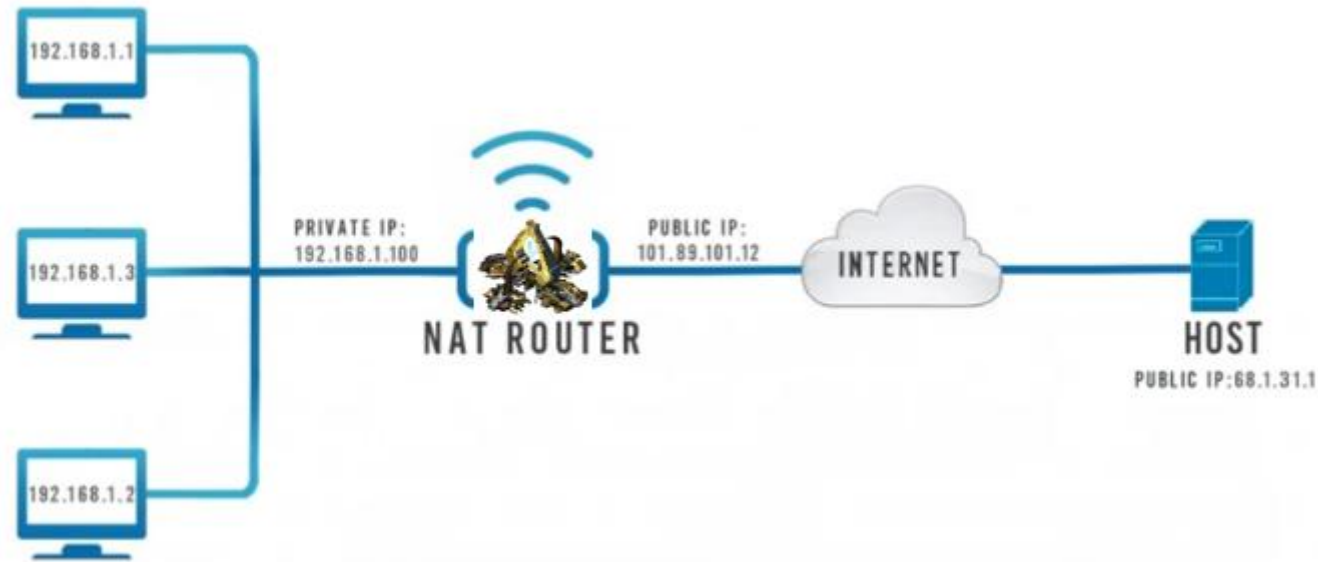 192.168.1.1
192.168.1.3
192.168.1.2
PRIVATE IP:
192.168.1.100
NAT ROUTER
PUBLIC IP:
101.89.101.12
INTERNET
HOST
PUBLIC IP:68.1.31.1